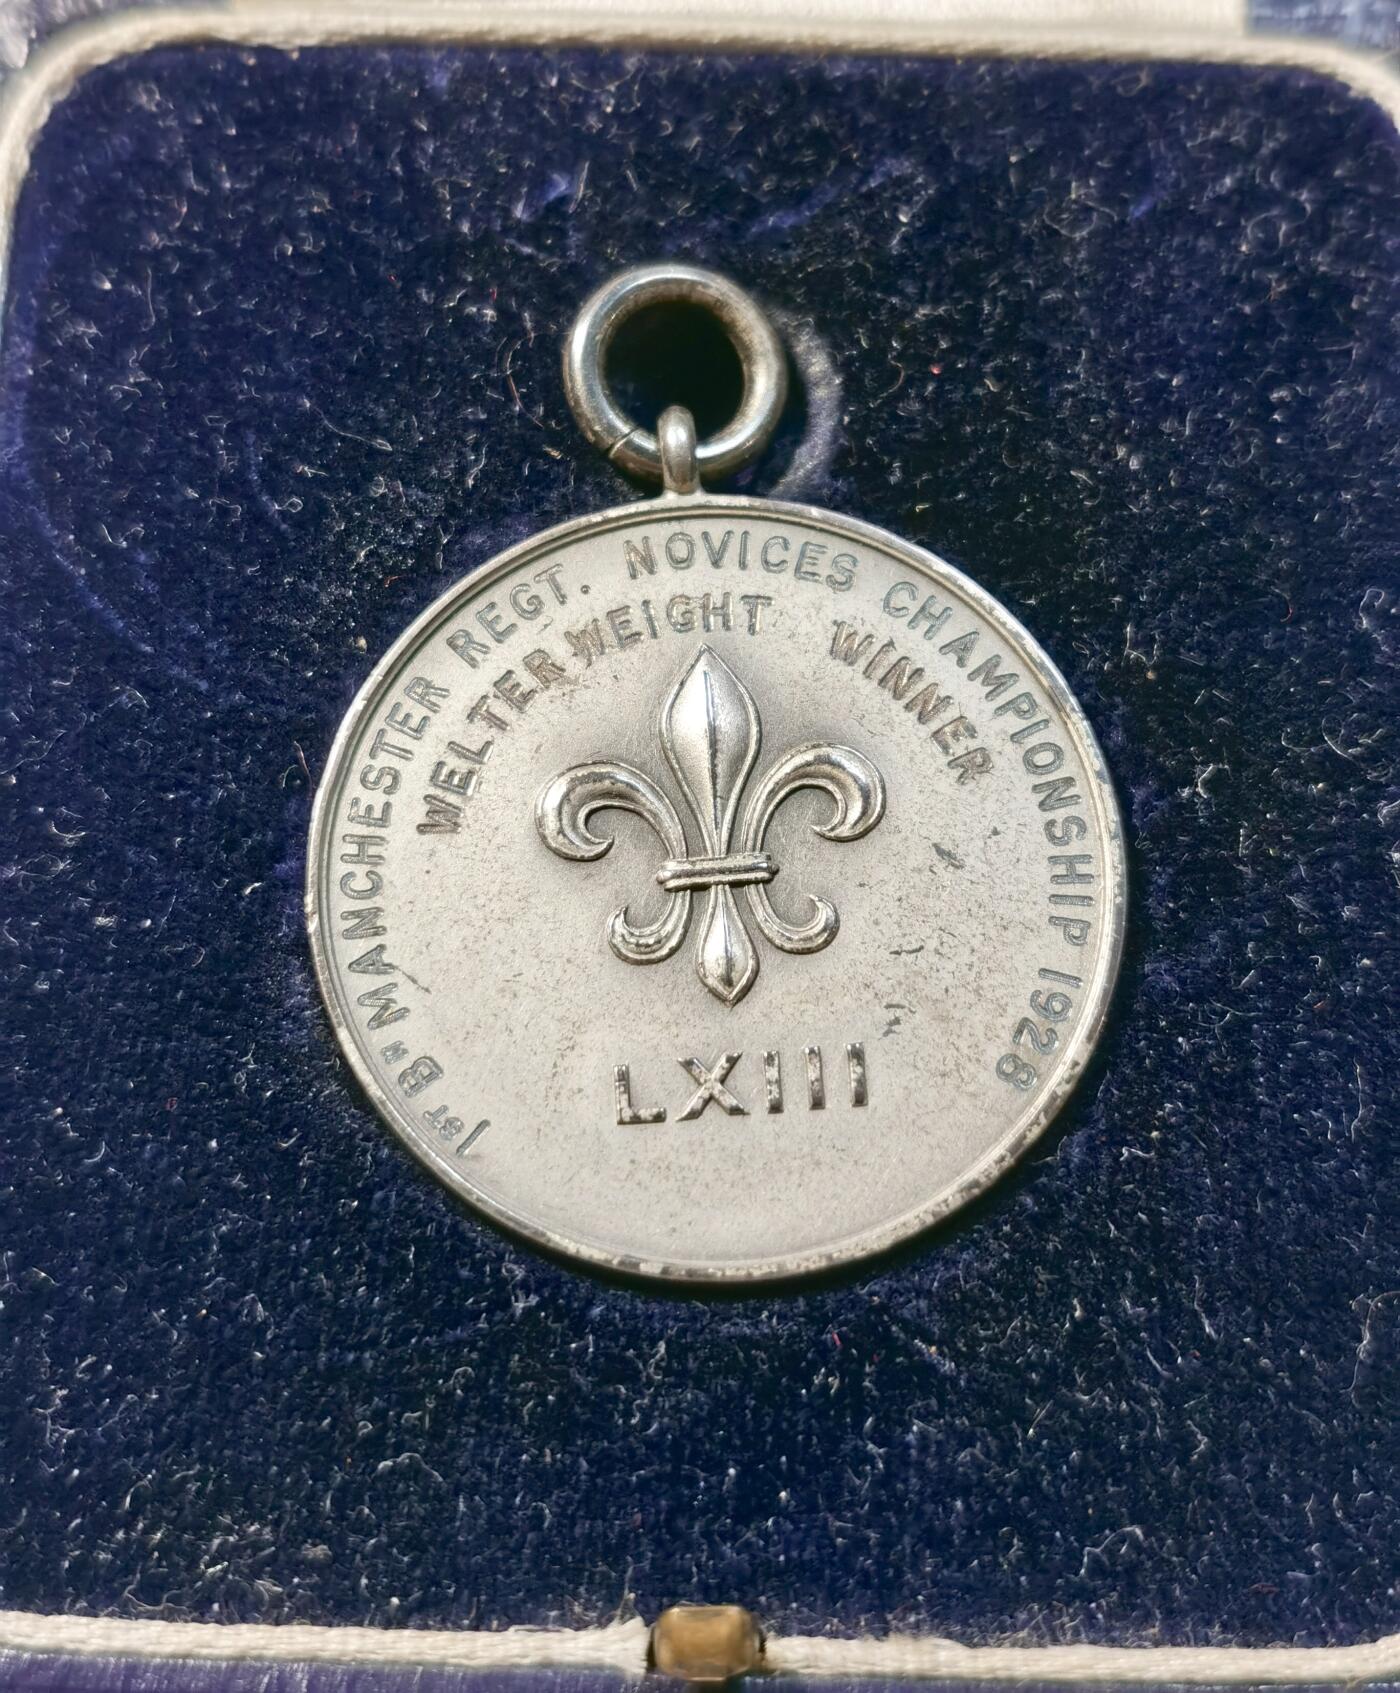 1ST BN MANCHESTER REGT. NOVICES CHAMPIONSHIP 1928
WELTER WEIGHT WINNER
LXIII